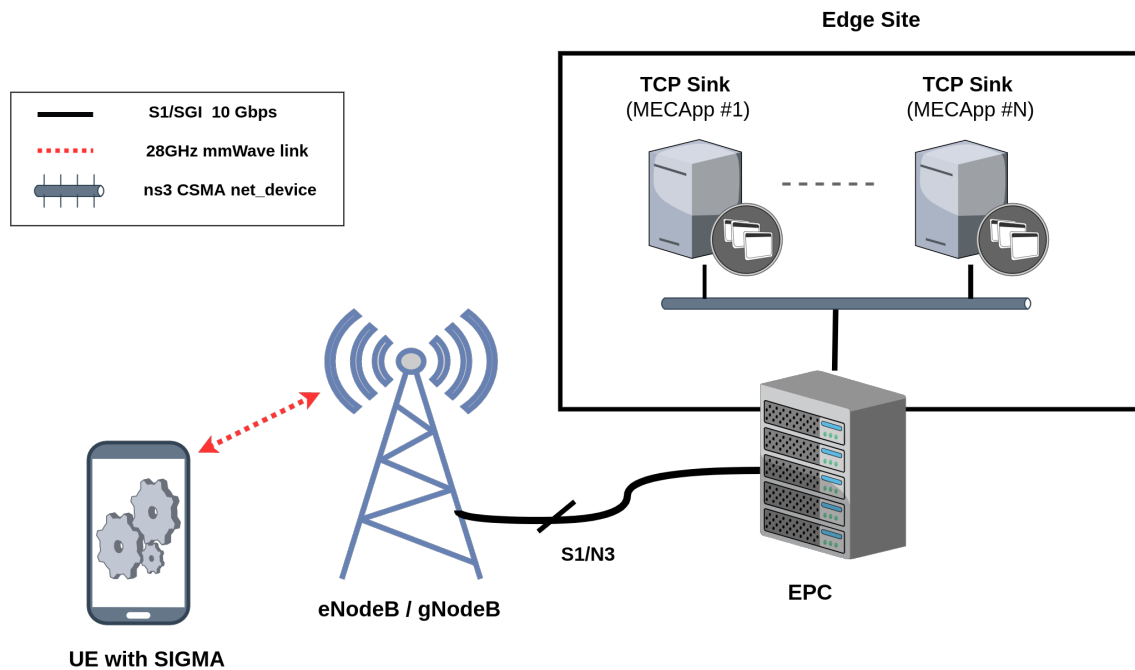 Edge Site
TCP Sink
(MECApp #1)
TCP Sink
(MECApp #N)
S1/SGI 10 Gbps
28GHz mmWave link
ns3 CSMA net_device
S1/N3
EPC
eNodeB / gNodeB
UE with SIGMA